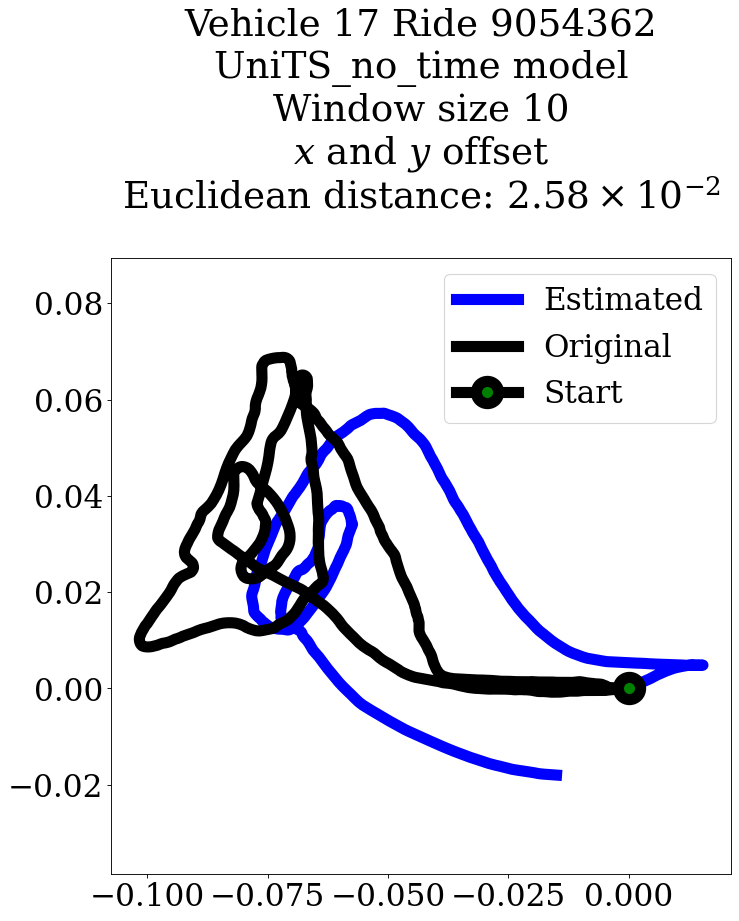 Vehicle 17 Ride 9054362
UniTS_no_time model
Window size 10
x and y offset
Euclidean distance: 2.58 × 10⁻²
Estimated
Original
Start
0.08
0.06
0.04
0.02
0.00
−0.02
−0.100 −0.075 −0.050 −0.025 0.000